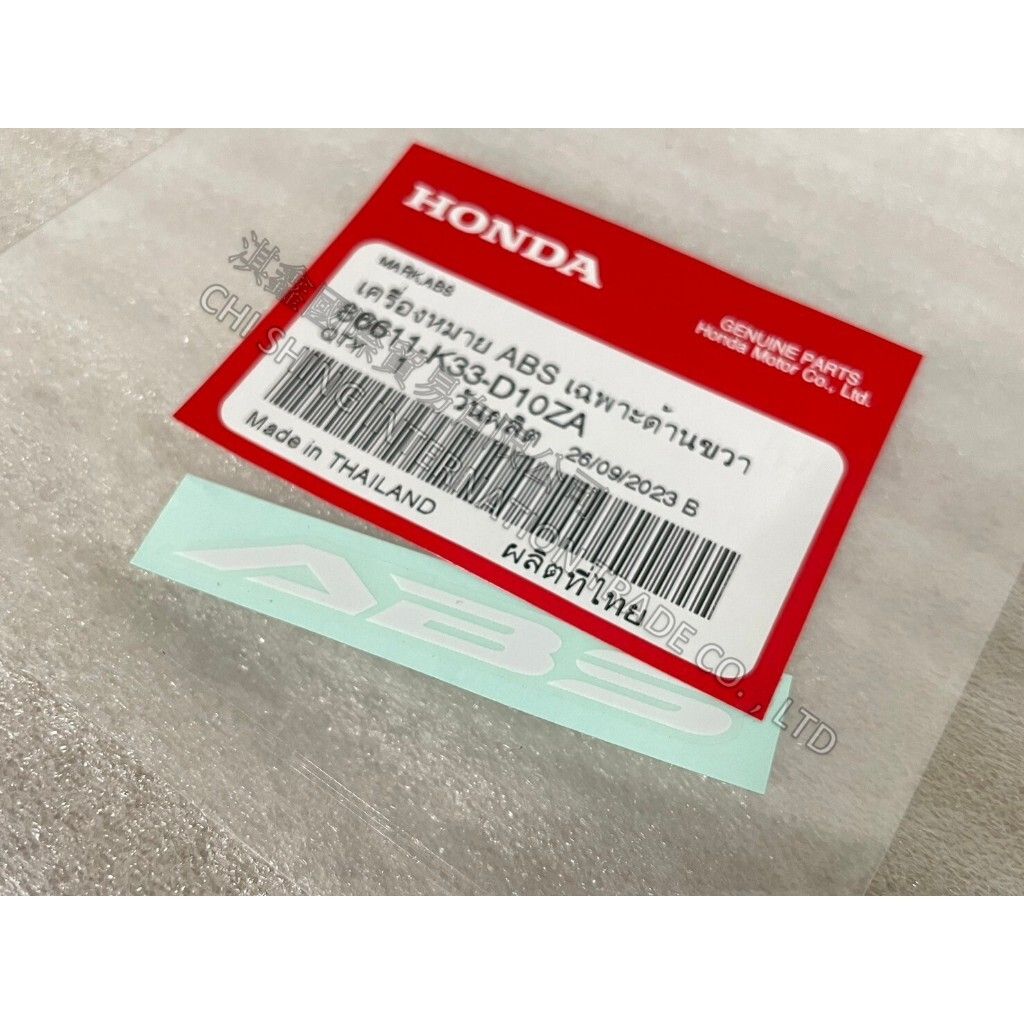 HONDA
GENUINE PARTS
Honda Motor Co., Ltd.
MARK,ABS
เครื่องหมาย ABS เฉพาะด้านขวา
86611-K33-D10ZA
วันผลิต 26/09/2023 B
Made in THAILAND
ผลิตที่ไทย
ABS
CHI SHING INTERNATION TRADE CO., LTD